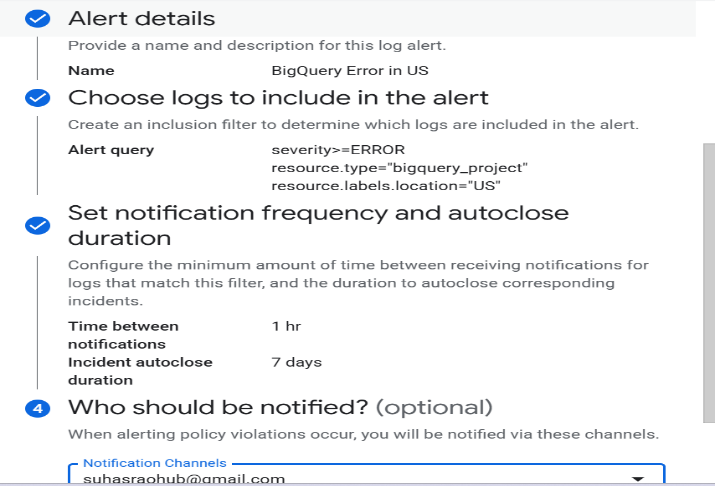 Alert details
Provide a name and description for this log alert.
Name BigQuery Error in US
Choose logs to include in the alert
Create an inclusion filter to determine which logs are included in the alert.
Alert query severity>=ERROR
resource.type="bigquery_project"
resource.labels.location="US"
Set notification frequency and autoclose
duration
Configure the minimum amount of time between receiving notifications for
logs that match this filter, and the duration to autoclose corresponding
incidents.
Time between 1 hr
notifications
Incident autoclose 7 days
duration
4 Who should be notified? (optional)
When alerting policy violations occur, you will be notified via these channels.
Notification Channels
suhasraohub@gmail.com